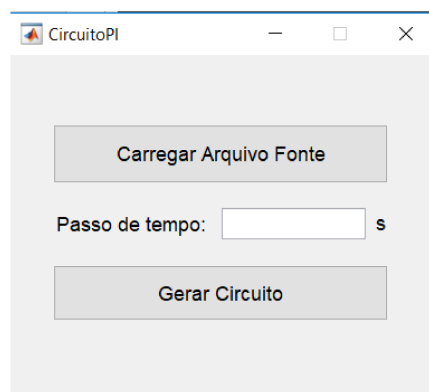 CircuitoPI
Carregar Arquivo Fonte
Passo de tempo: s
Gerar Circuito